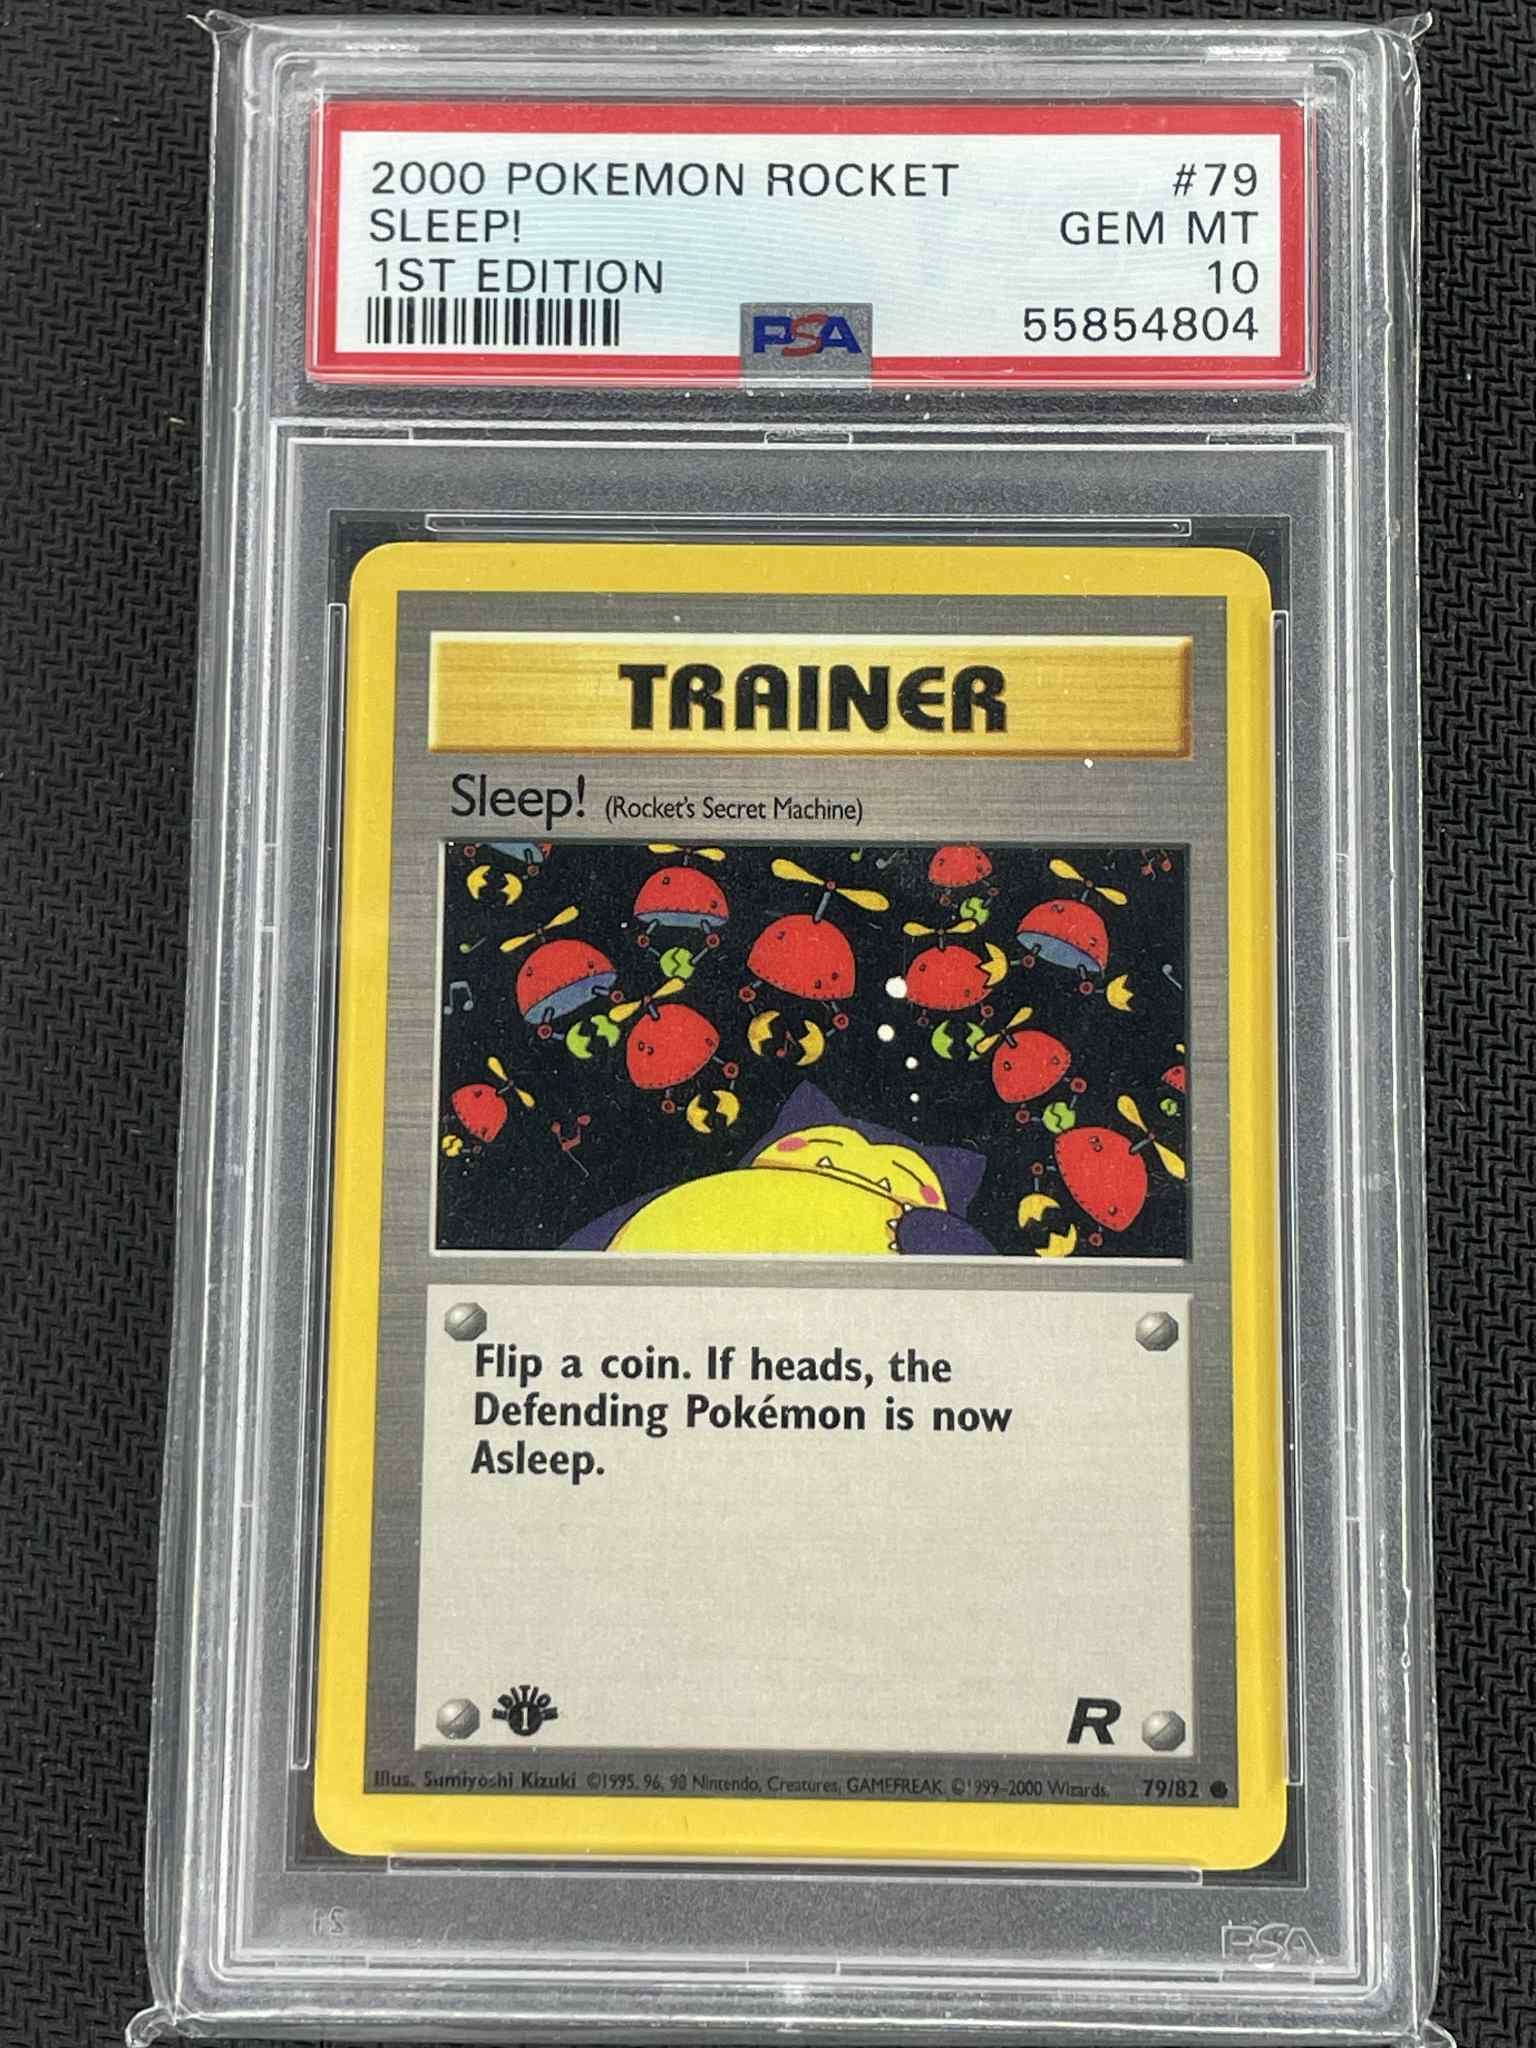 2000 POKEMON ROCKET #79
SLEEP! GEM MT
1ST EDITION 10
PSA 55854804
TRAINER
Sleep! (Rocket's Secret Machine)
Flip a coin. If heads, the
Defending Pokémon is now
Asleep.
EDITION 1
R
Illus. Sumiyoshi Kizuki ©1995, 96, 98 Nintendo, Creatures, GAMEFREAK. ©1999–2000 Wizards. 79/82
PSA